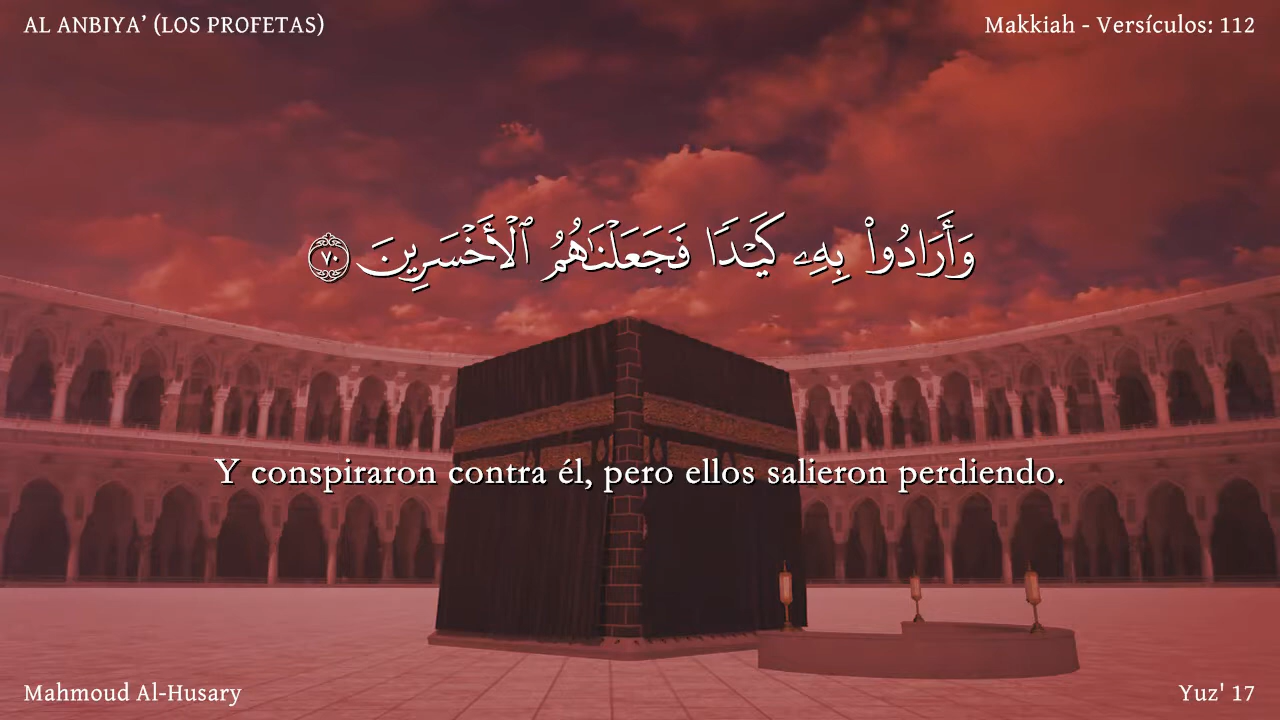 AL ANBIYA’ (LOS PROFETAS)
Makkiah - Versículos: 112
وَأَرَادُوا۟ بِهِۦ كَيْدًا فَجَعَلْنَـٰهُمُ ٱلْأَخْسَرِينَ ٧٠
Y conspiraron contra él, pero ellos salieron perdiendo.
Mahmoud Al-Husary
Yuz' 17